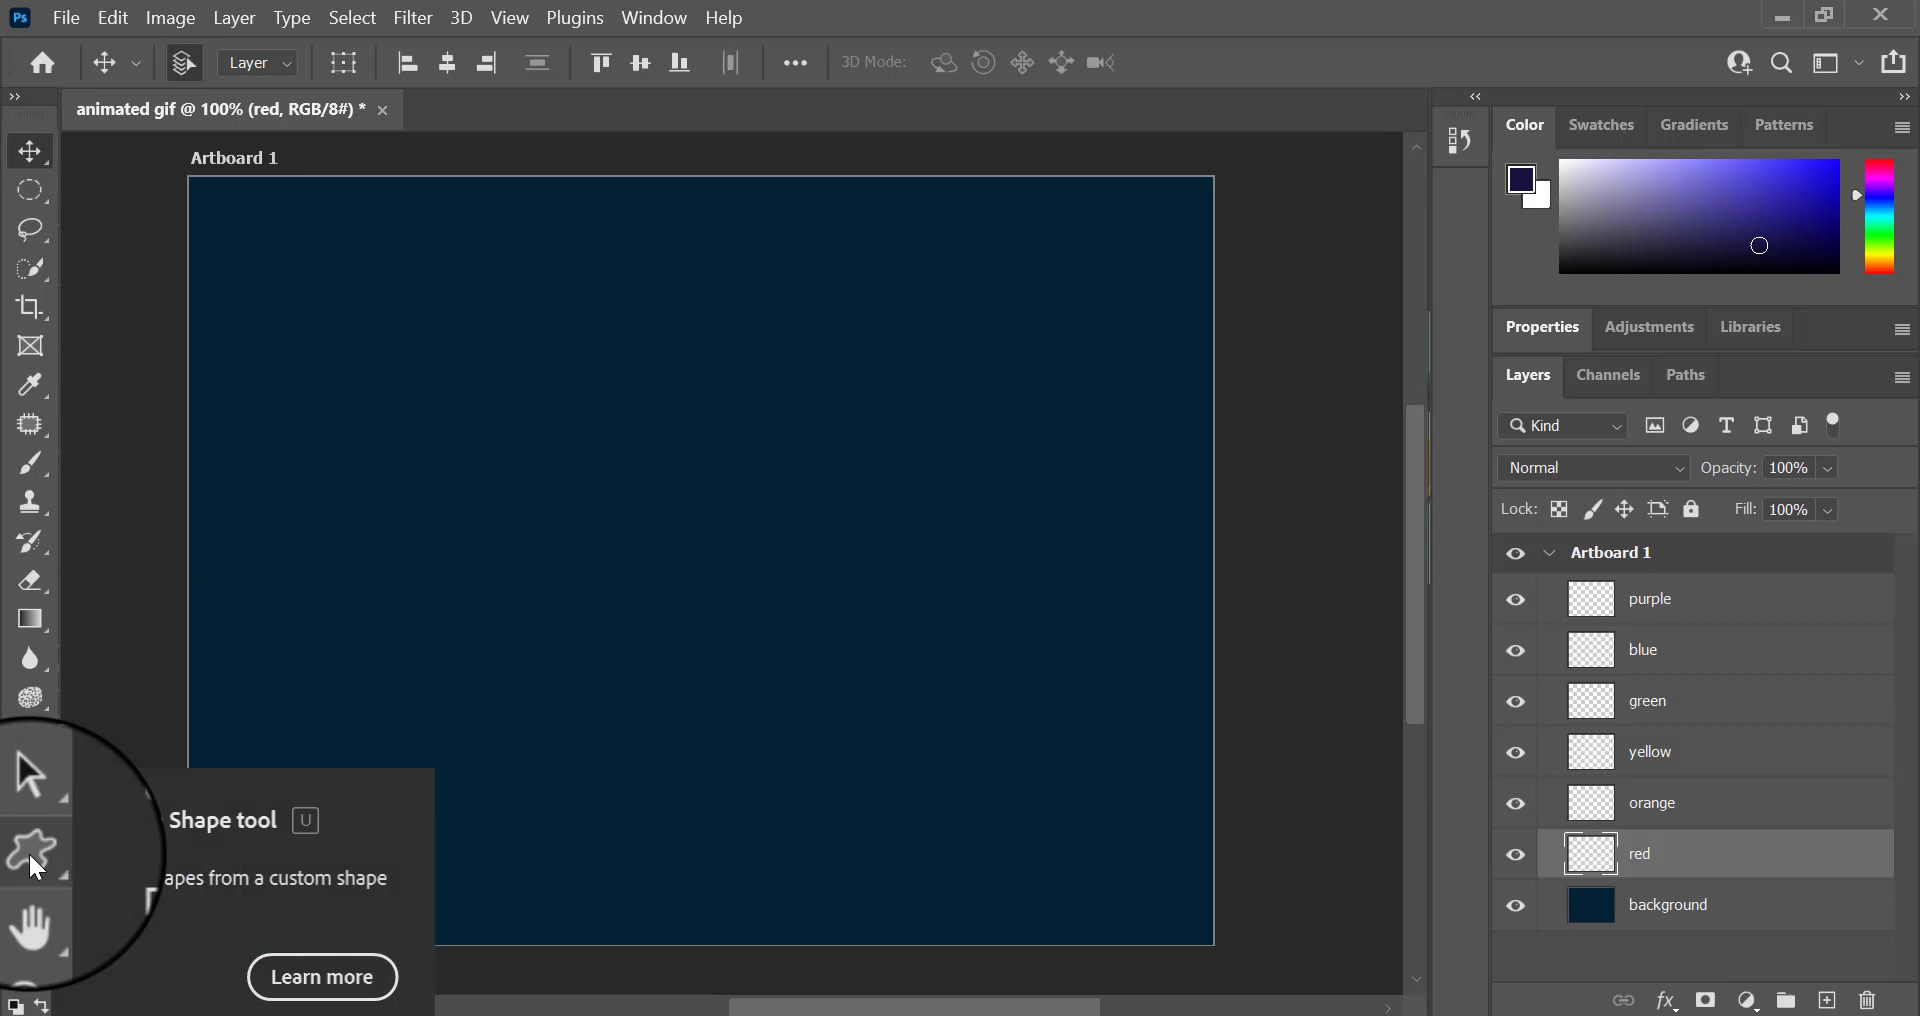 Ps File Edit Image Layer Type Select Filter 3D View Plugins Window Help
Layer 3D Mode:
animated gif @ 100% (red, RGB/8#) *
Artboard 1
Color Swatches Gradients Patterns
Properties Adjustments Libraries
Layers Channels Paths
Kind
Normal Opacity: 100%
Lock: Fill: 100%
Artboard 1
purple
blue
green
yellow
orange
red
background
Shape tool U
apes from a custom shape
Learn more
fx